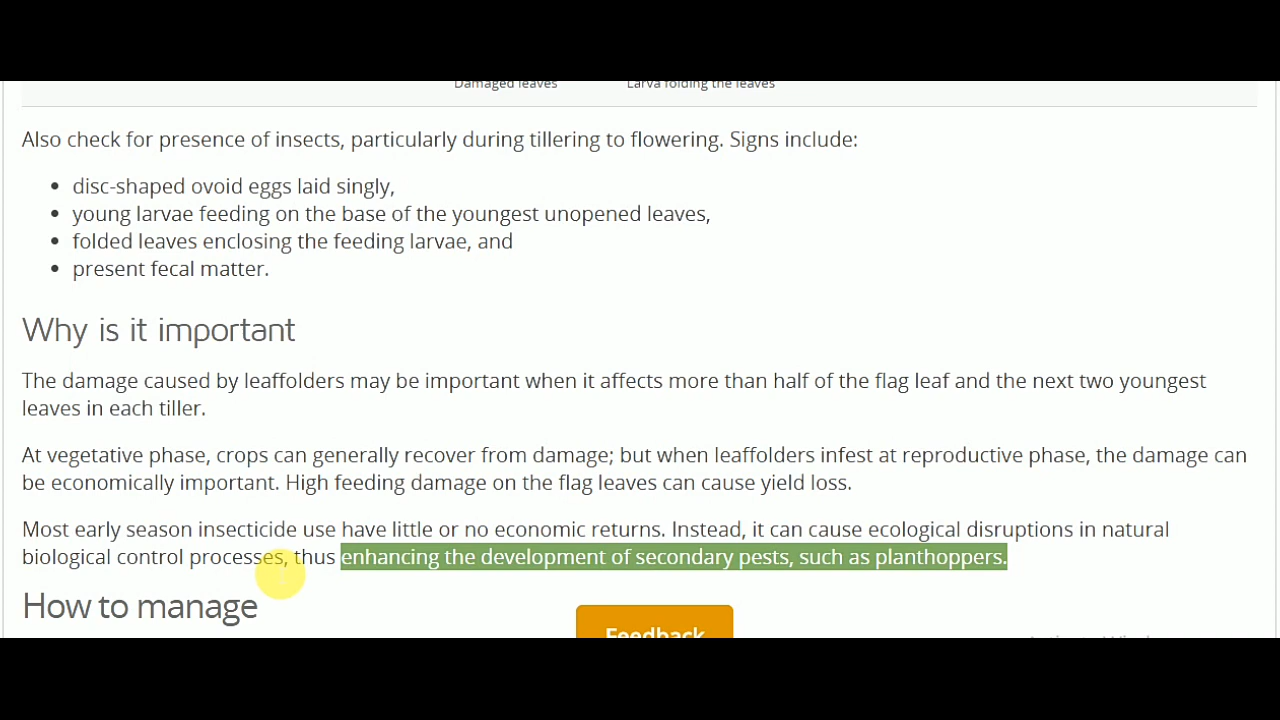 Damaged leaves Larva folding the leaves
Also check for presence of insects, particularly during tillering to flowering. Signs include:
• disc-shaped ovoid eggs laid singly,
• young larvae feeding on the base of the youngest unopened leaves,
• folded leaves enclosing the feeding larvae, and
• present fecal matter.
Why is it important
The damage caused by leaffolders may be important when it affects more than half of the flag leaf and the next two youngest
leaves in each tiller.
At vegetative phase, crops can generally recover from damage; but when leaffolders infest at reproductive phase, the damage can
be economically important. High feeding damage on the flag leaves can cause yield loss.
Most early season insecticide use have little or no economic returns. Instead, it can cause ecological disruptions in natural
biological control processes, thus enhancing the development of secondary pests, such as planthoppers.
How to manage
Feedback